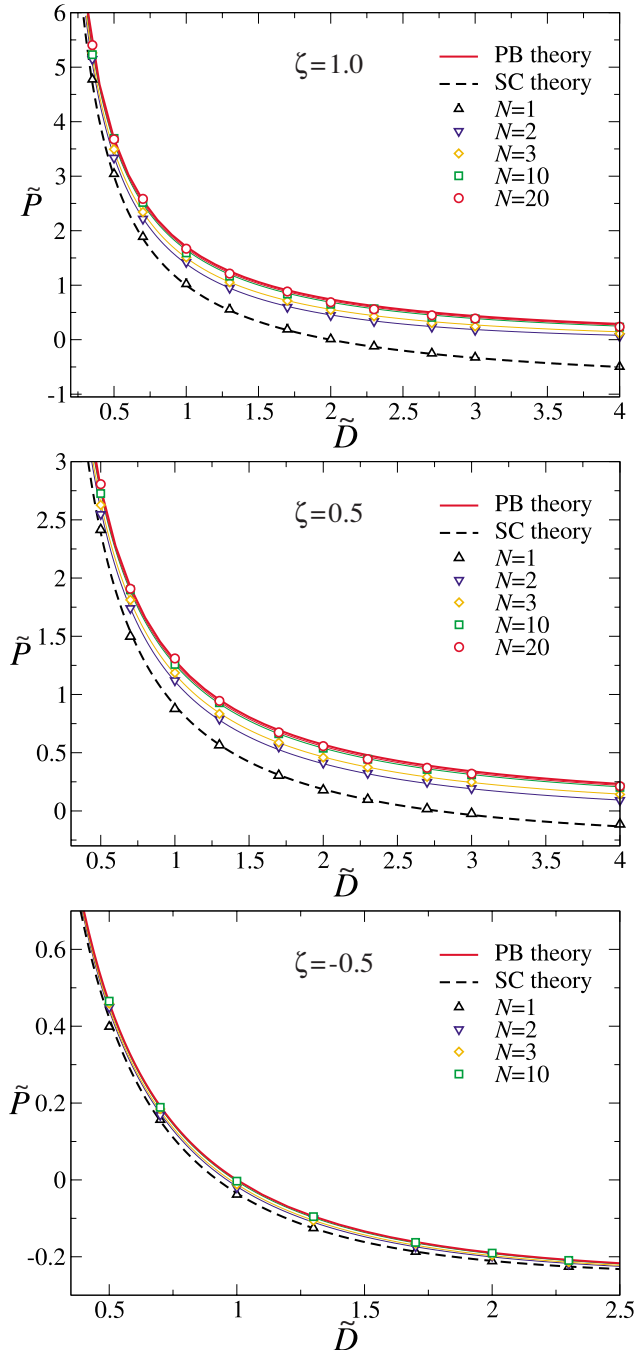 6
5
4
3
2
1
0
-1
P̃
ζ=1.0
PB theory
SC theory
N=1
N=2
N=3
N=10
N=20
0.5 1 1.5 2 2.5 3 3.5 4
D̃
3
2.5
2
1.5
1
0.5
0
P̃
ζ=0.5
PB theory
SC theory
N=1
N=2
N=3
N=10
N=20
0.5 1 1.5 2 2.5 3 3.5 4
D̃
0.6
0.4
0.2
0
-0.2
P̃
ζ=-0.5
PB theory
SC theory
N=1
N=2
N=3
N=10
0.5 1 1.5 2 2.5
D̃